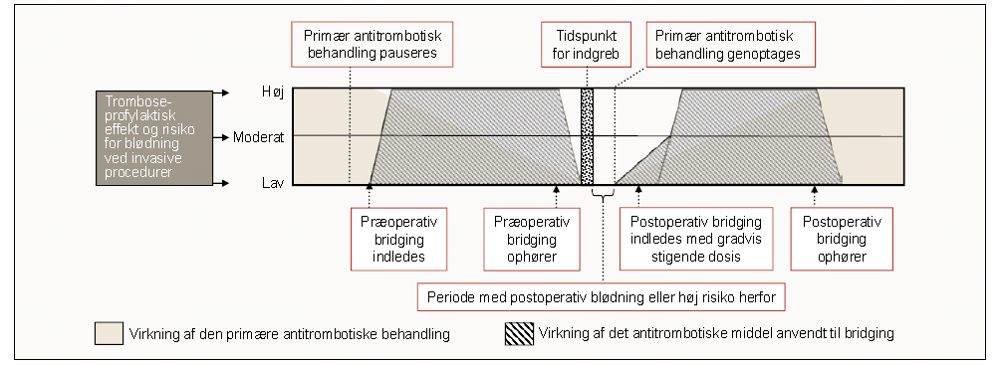 Primær antitrombotisk
behandling pauseres
Tidspunkt
for indgreb
Primær antitrombotisk
behandling genoptages
Trombose-
profylaktisk
effekt og risiko
for blødning
ved invasive
procedurer
Høj
Moderat
Lav
Præoperativ
bridging
indledes
Præoperativ
bridging
ophører
Postoperativ bridging
indledes med gradvis
stigende dosis
Postoperativ
bridging
ophører
Periode med postoperativ blødning eller høj risiko herfor
Virkning af den primære antitrombotiske behandling
Virkning af det antitrombotiske middel anvendt til bridging